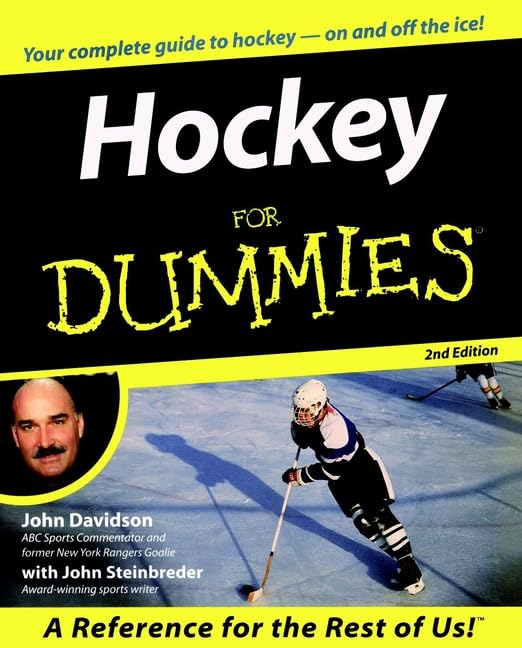 Your complete guide to hockey — on and off the ice!
Hockey
FOR
DUMMIES®
2nd Edition
John Davidson
ABC Sports Commentator and
former New York Rangers Goalie
with John Steinbreder
Award-winning sports writer
A Reference for the Rest of Us!™